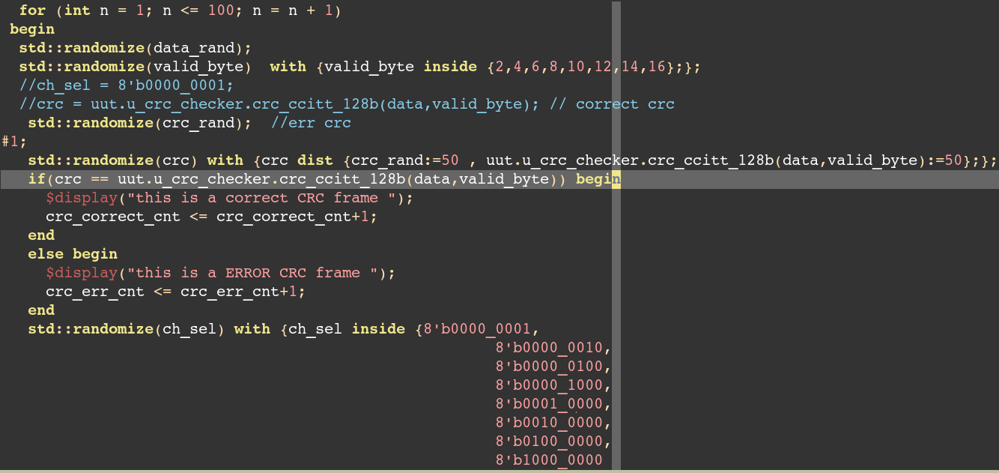 for (int n = 1; n <= 100; n = n + 1)
begin
std::randomize(data_rand);
std::randomize(valid_byte)  with {valid_byte inside {2,4,6,8,10,12,14,16};};
//ch_sel = 8'b0000_0001;
//crc = uut.u_crc_checker.crc_ccitt_128b(data,valid_byte); // correct crc
std::randomize(crc_rand);  //err crc
#1;
std::randomize(crc) with {crc dist {crc_rand:=50 , uut.u_crc_checker.crc_ccitt_128b(data,valid_byte):=50};};
if(crc == uut.u_crc_checker.crc_ccitt_128b(data,valid_byte)) begin
$display("this is a correct CRC frame ");
crc_correct_cnt <= crc_correct_cnt+1;
end
else begin
$display("this is a ERROR CRC frame ");
crc_err_cnt <= crc_err_cnt+1;
end
std::randomize(ch_sel) with {ch_sel inside {8'b0000_0001,
8'b0000_0010,
8'b0000_0100,
8'b0000_1000,
8'b0001_0000,
8'b0010_0000,
8'b0100_0000,
8'b1000_0000